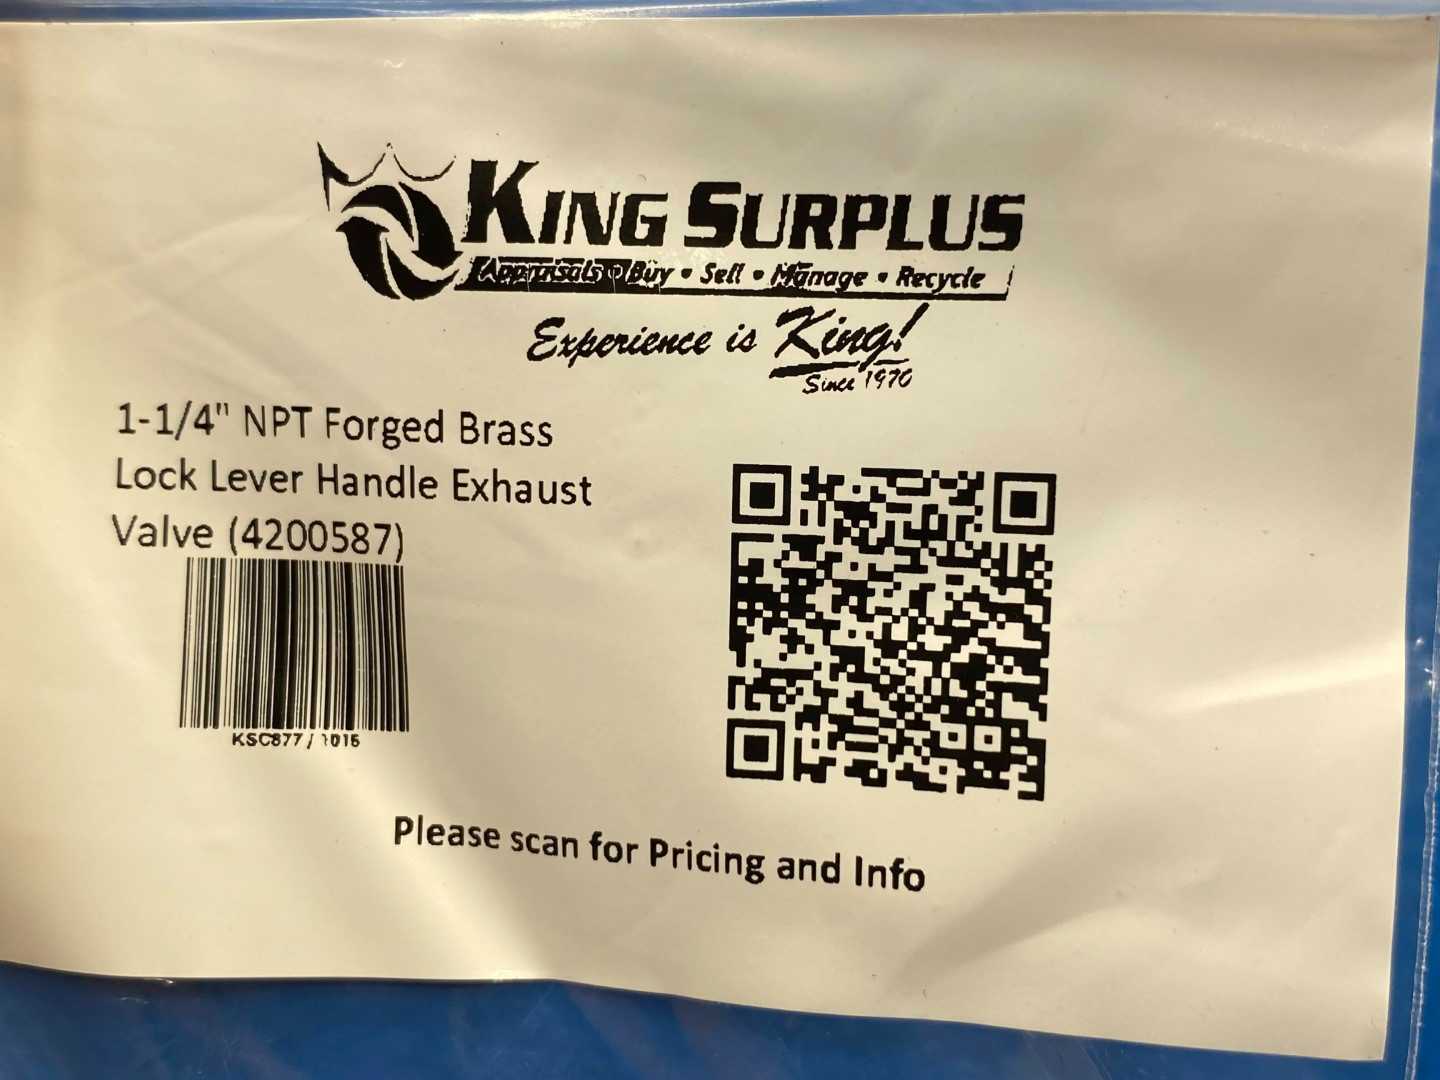 KING SURPLUS
Appraisals • Buy • Sell • Manage • Recycle
Experience is King!
Since 1970
1-1/4" NPT Forged Brass
Lock Lever Handle Exhaust
Valve (4200587)
KSC877 / 1016
Please scan for Pricing and Info